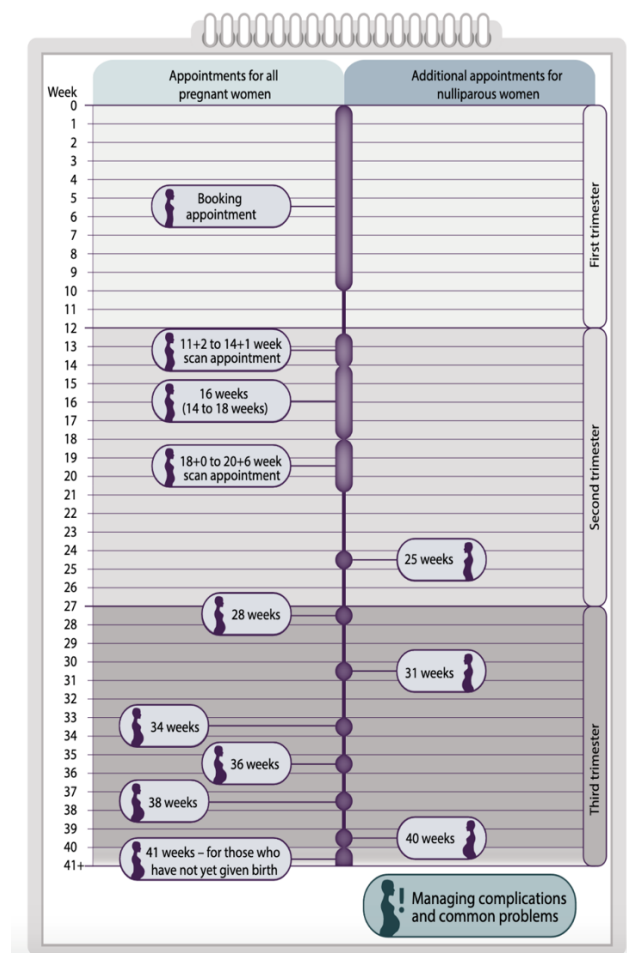 Appointments for all
pregnant women
Additional appointments for
nulliparous women
Week
0
1
2
3
4
Booking
appointment
5
6
7
8
9
10
11
First trimester
12
11+2 to 14+1 week
scan appointment
13
14
15
16 weeks
(14 to 18 weeks)
16
17
18
18+0 to 20+6 week
scan appointment
19
20
21
22
23
24
25 weeks
25
26
Second trimester
27
28 weeks
28
29
30
31 weeks
31
32
33
34 weeks
34
35
36 weeks
36
37
38 weeks
38
39
40 weeks
40
41 weeks – for those who
have not yet given birth
41+
Third trimester
! Managing complications
and common problems